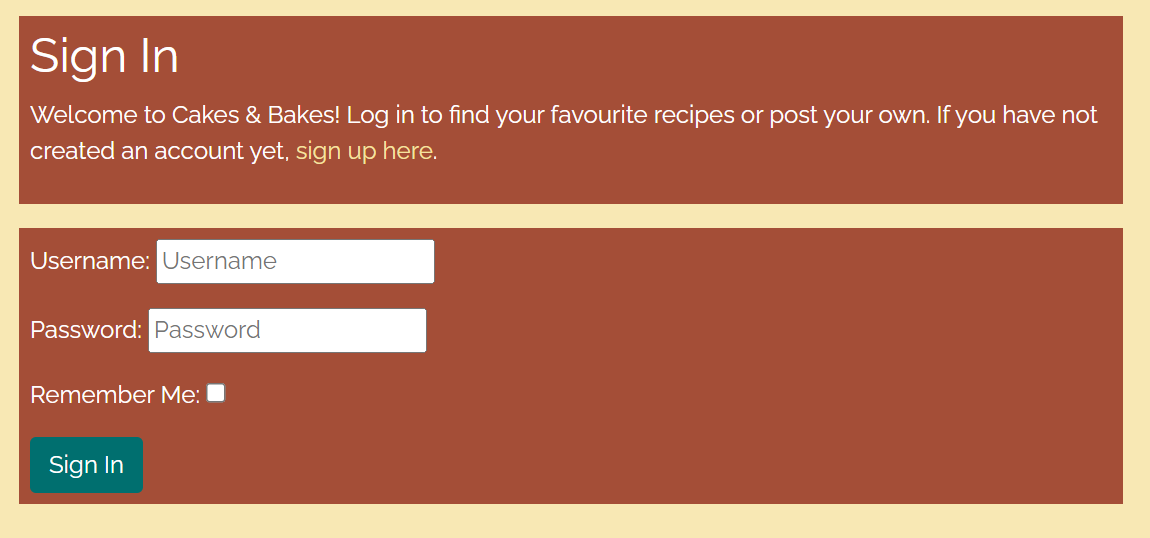 Sign In
Welcome to Cakes & Bakes! Log in to find your favourite recipes or post your own. If you have not
created an account yet, sign up here.
Username: Username
Password: Password
Remember Me:
Sign In